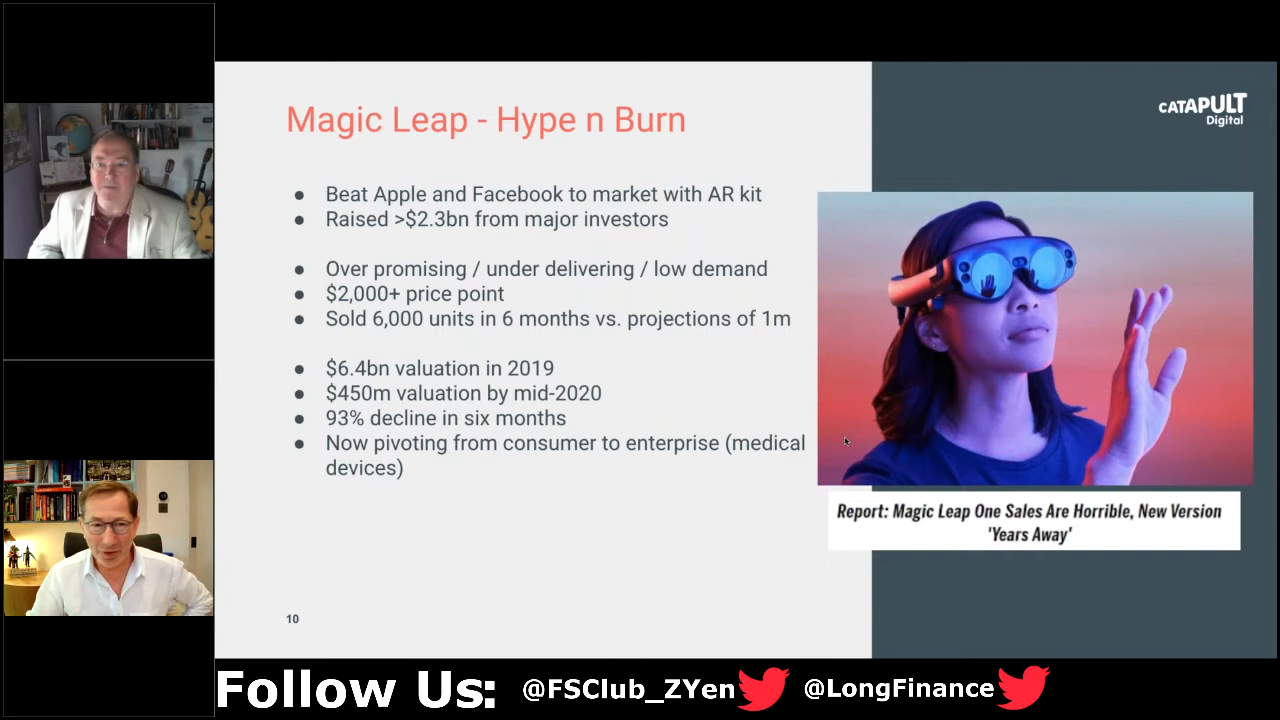 Magic Leap - Hype n Burn
CATAPULT
Digital
● Beat Apple and Facebook to market with AR kit
● Raised >$2.3bn from major investors
● Over promising / under delivering / low demand
● $2,000+ price point
● Sold 6,000 units in 6 months vs. projections of 1m
● $6.4bn valuation in 2019
● $450m valuation by mid-2020
● 93% decline in six months
● Now pivoting from consumer to enterprise (medical
devices)
Report: Magic Leap One Sales Are Horrible, New Version
'Years Away'
10
Follow Us: @FSClub_ZYen @LongFinance